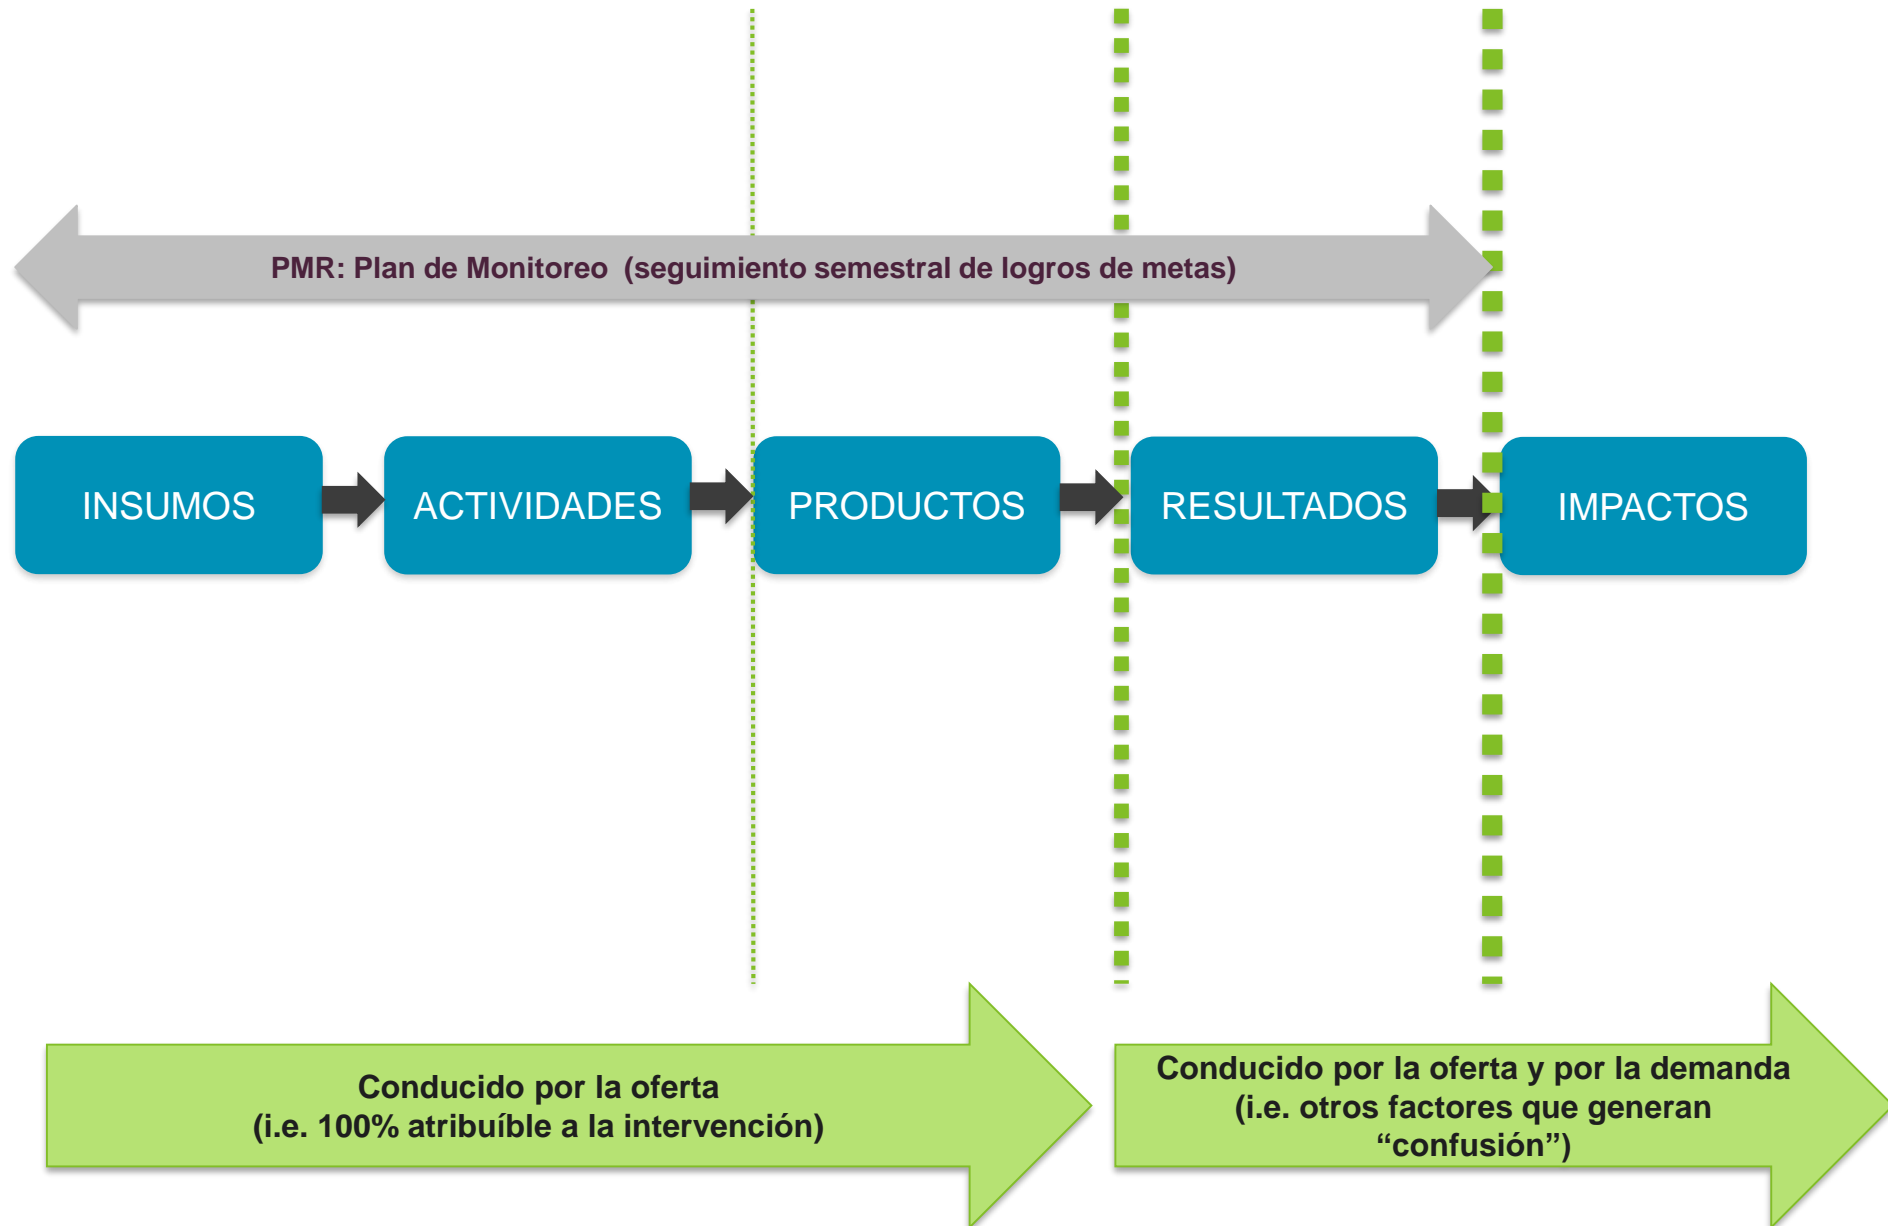 PMR: Plan de Monitoreo  (seguimiento semestral de logros de metas)
INSUMOS
ACTIVIDADES
PRODUCTOS
RESULTADOS
IMPACTOS
Conducido por la oferta
(i.e. 100% atribuíble a la intervención)
Conducido por la oferta y por la demanda
(i.e. otros factores que generan
“confusión”)